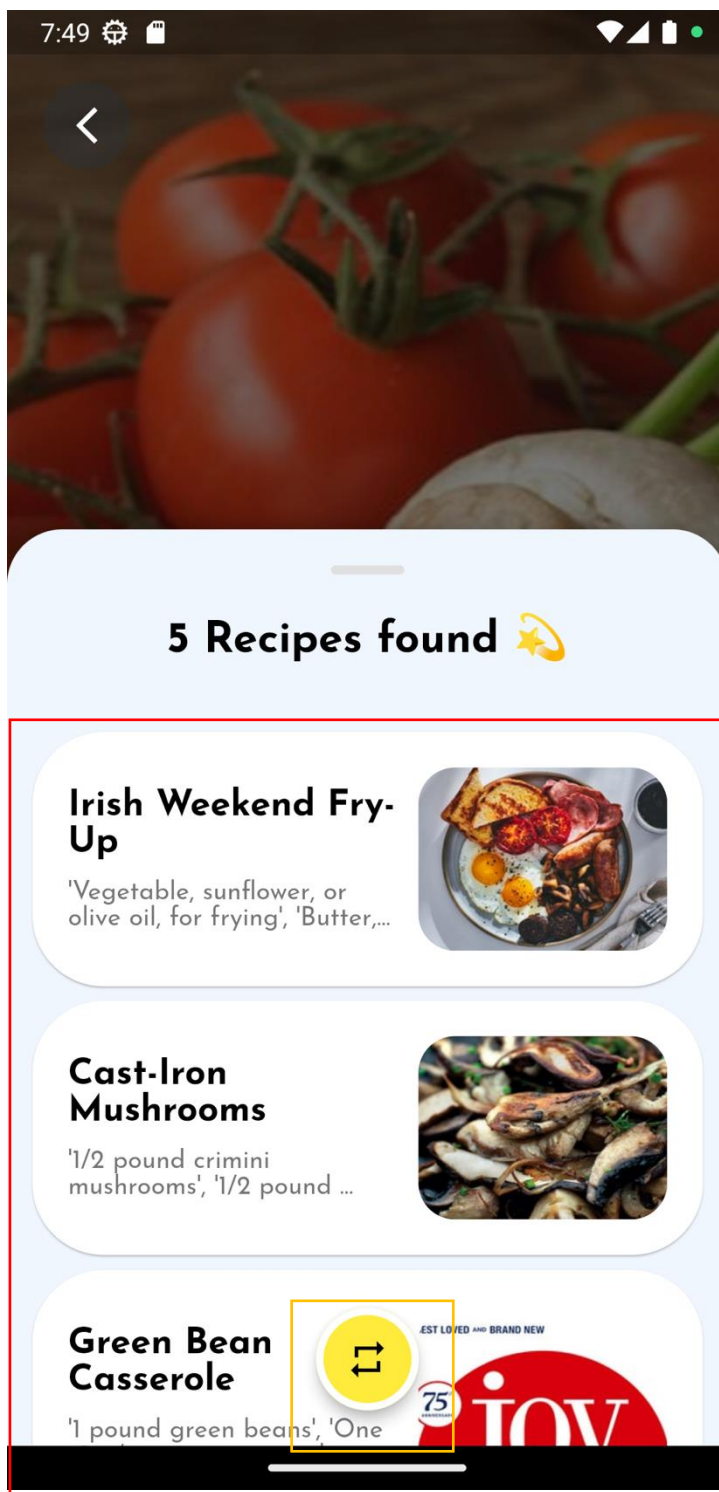 7:49
5 Recipes found 💫
Irish Weekend Fry-
Up
'Vegetable, sunflower, or
olive oil, for frying', 'Butter,...
Cast-Iron
Mushrooms
'1/2 pound crimini
mushrooms', '1/2 pound ...
Green Bean
Casserole
'1 pound green beans', 'One
EST LOVED AND BRAND NEW
75
ANNIVERSARY
joy